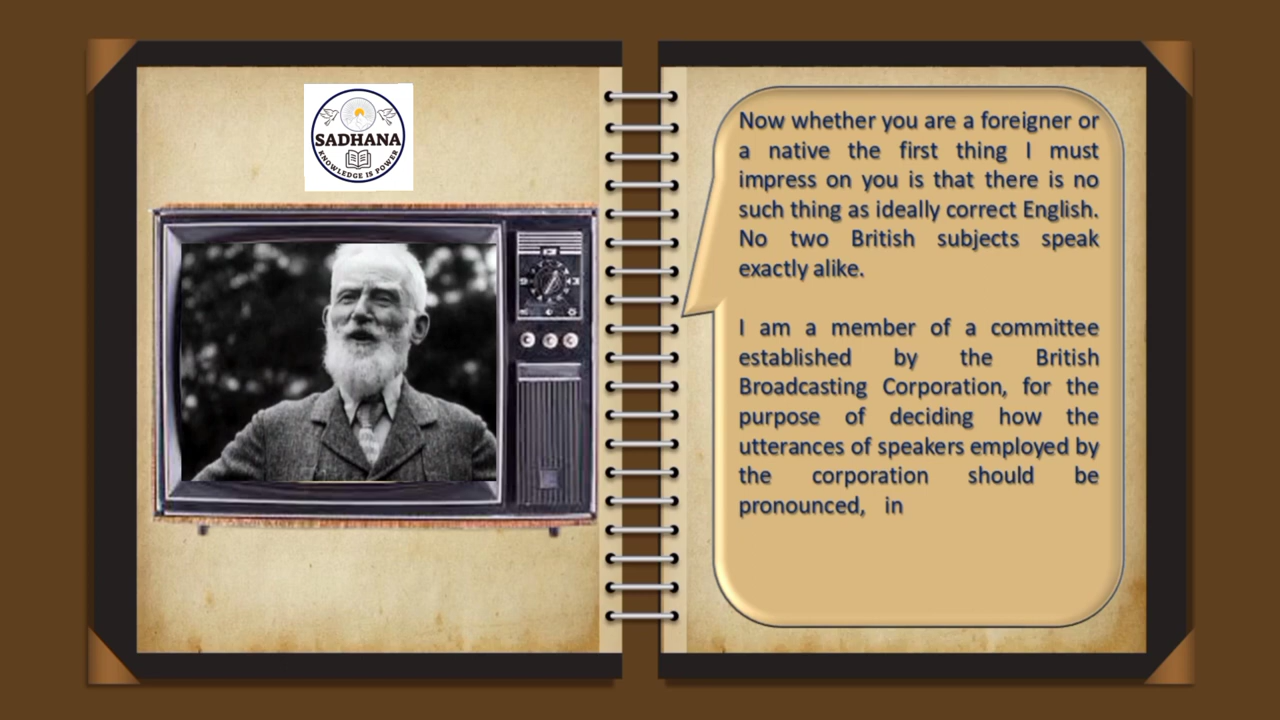 SADHANA
KNOWLEDGE IS POWER
Now whether you are a foreigner or
a native the first thing I must
impress on you is that there is no
such thing as ideally correct English.
No two British subjects speak
exactly alike.
I am a member of a committee
established by the British
Broadcasting Corporation, for the
purpose of deciding how the
utterances of speakers employed by
the corporation should be
pronounced, in